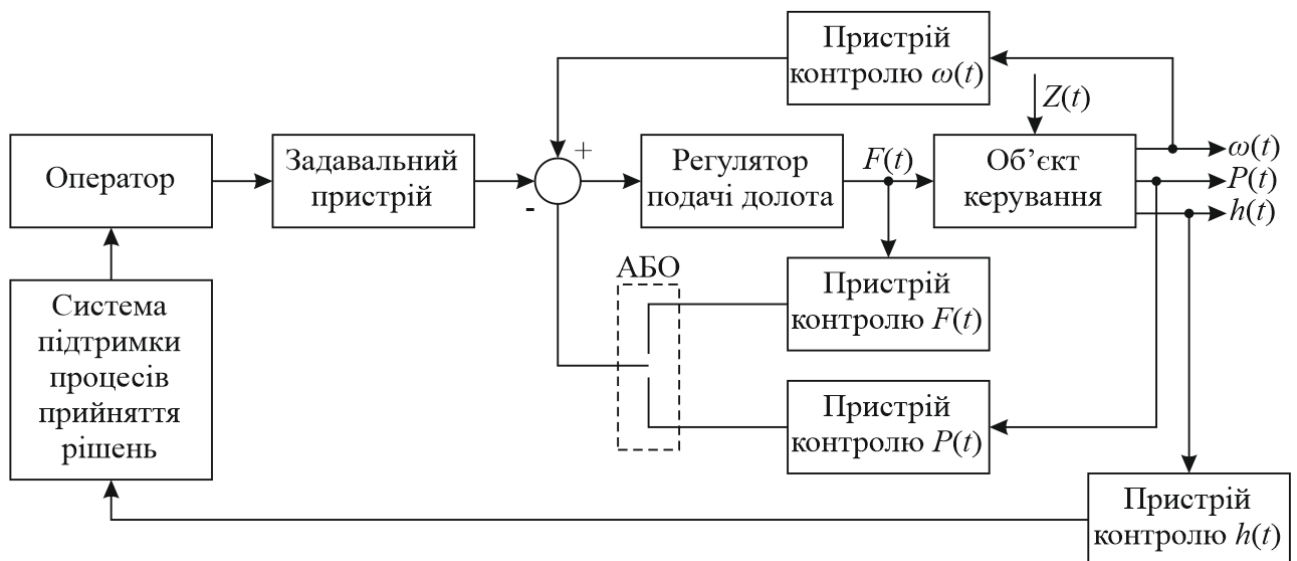 Пристрій
контролю ω(t)
Z(t)
Оператор
Задавальний
пристрій
+
-
Регулятор
подачі долота
F(t)
Об’єкт
керування
ω(t)
P(t)
h(t)
АБО
Пристрій
контролю F(t)
Система
підтримки
процесів
прийняття
рішень
Пристрій
контролю P(t)
Пристрій
контролю h(t)